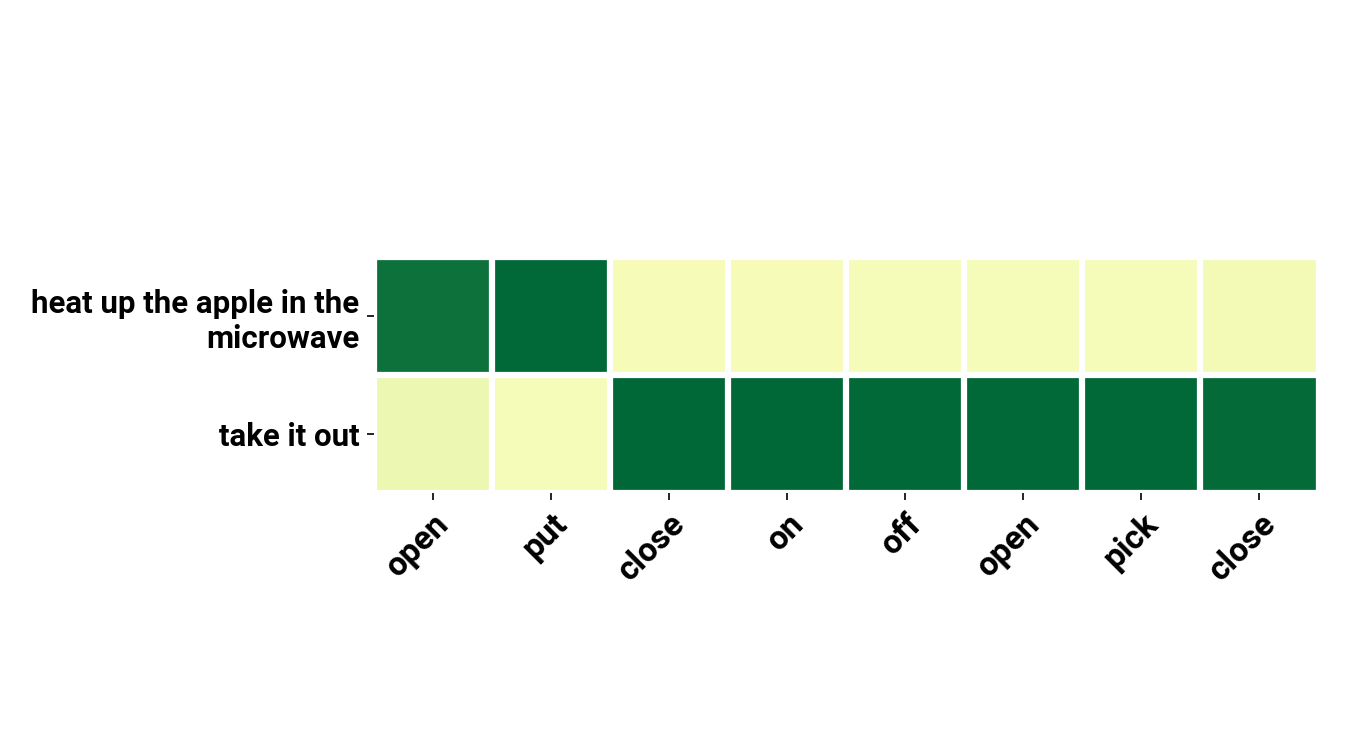 heat up the apple in the
microwave
take it out
open
put
close
on
off
open
pick
close